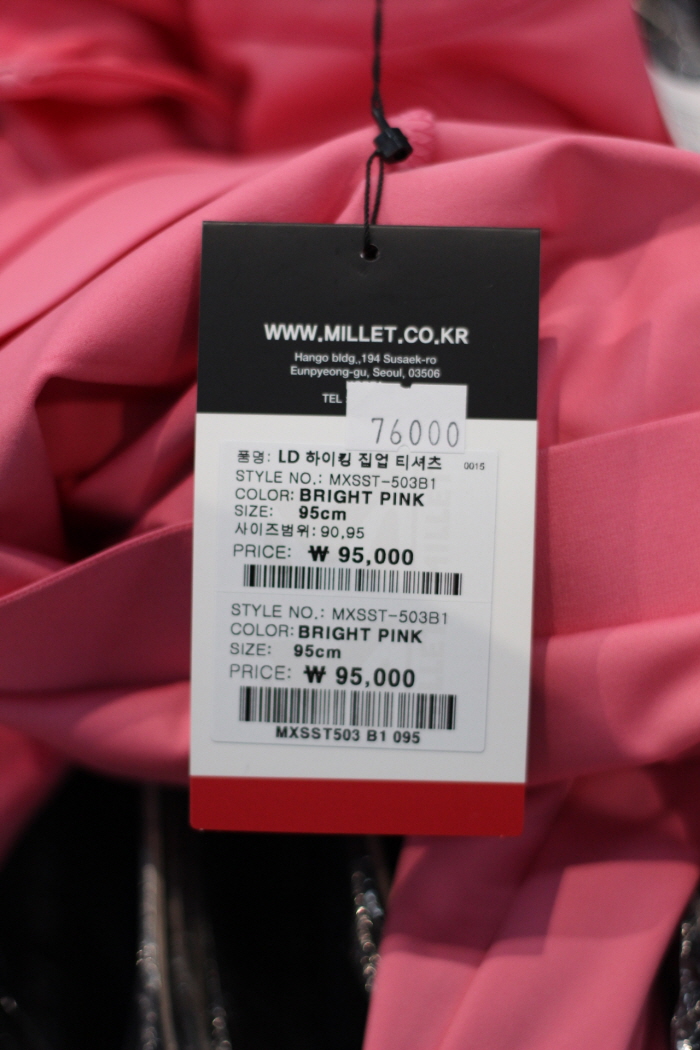 WWW.MILLET.CO.KR
Hango bldg,,194 Susaek-ro
Eunpyeong-gu, Seoul, 03506
TEL
76000
품명: LD 하이킹 집업 티셔츠 0015
STYLE NO.: MXSST-503B1
COLOR: BRIGHT PINK
SIZE: 95cm
사이즈범위: 90,95
PRICE: ₩ 95,000
STYLE NO.: MXSST-503B1
COLOR: BRIGHT PINK
SIZE: 95cm
PRICE: ₩ 95,000
MXSST503 B1 095